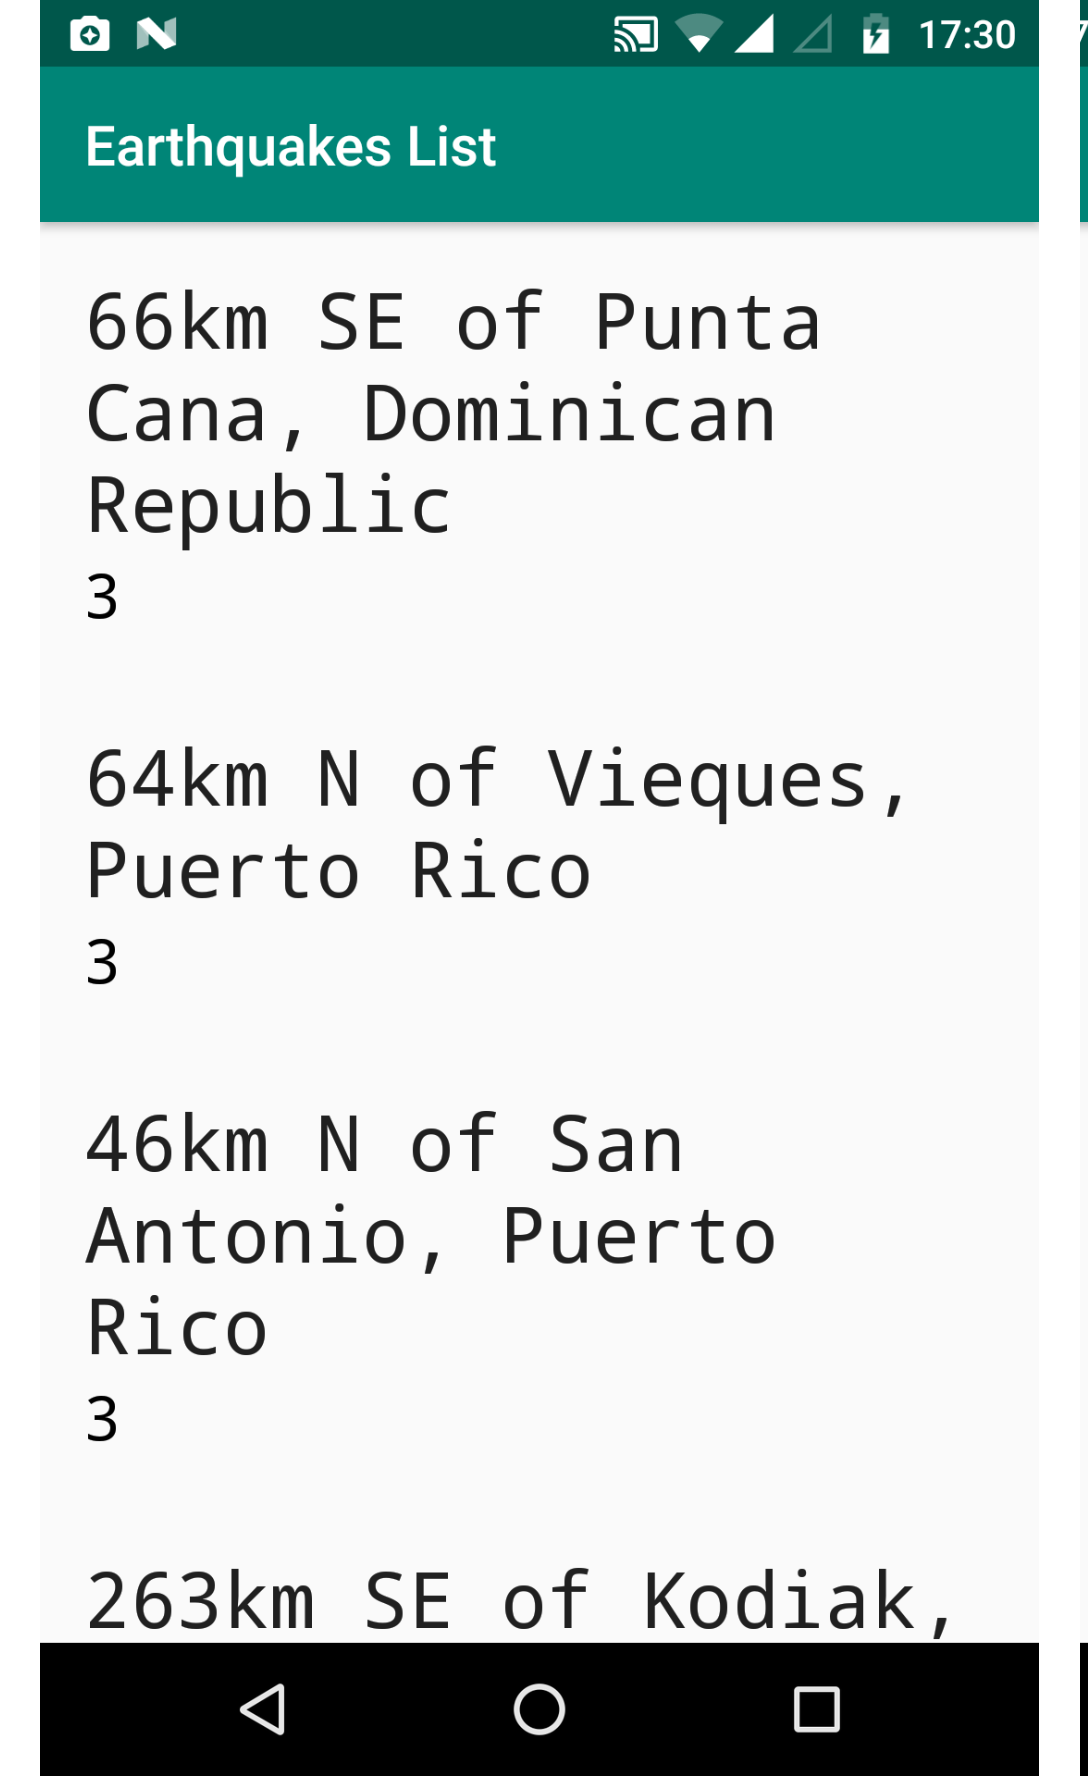 17:30
Earthquakes List
66km SE of Punta
Cana, Dominican
Republic
3
64km N of Vieques,
Puerto Rico
3
46km N of San
Antonio, Puerto
Rico
3
263km SE of Kodiak,